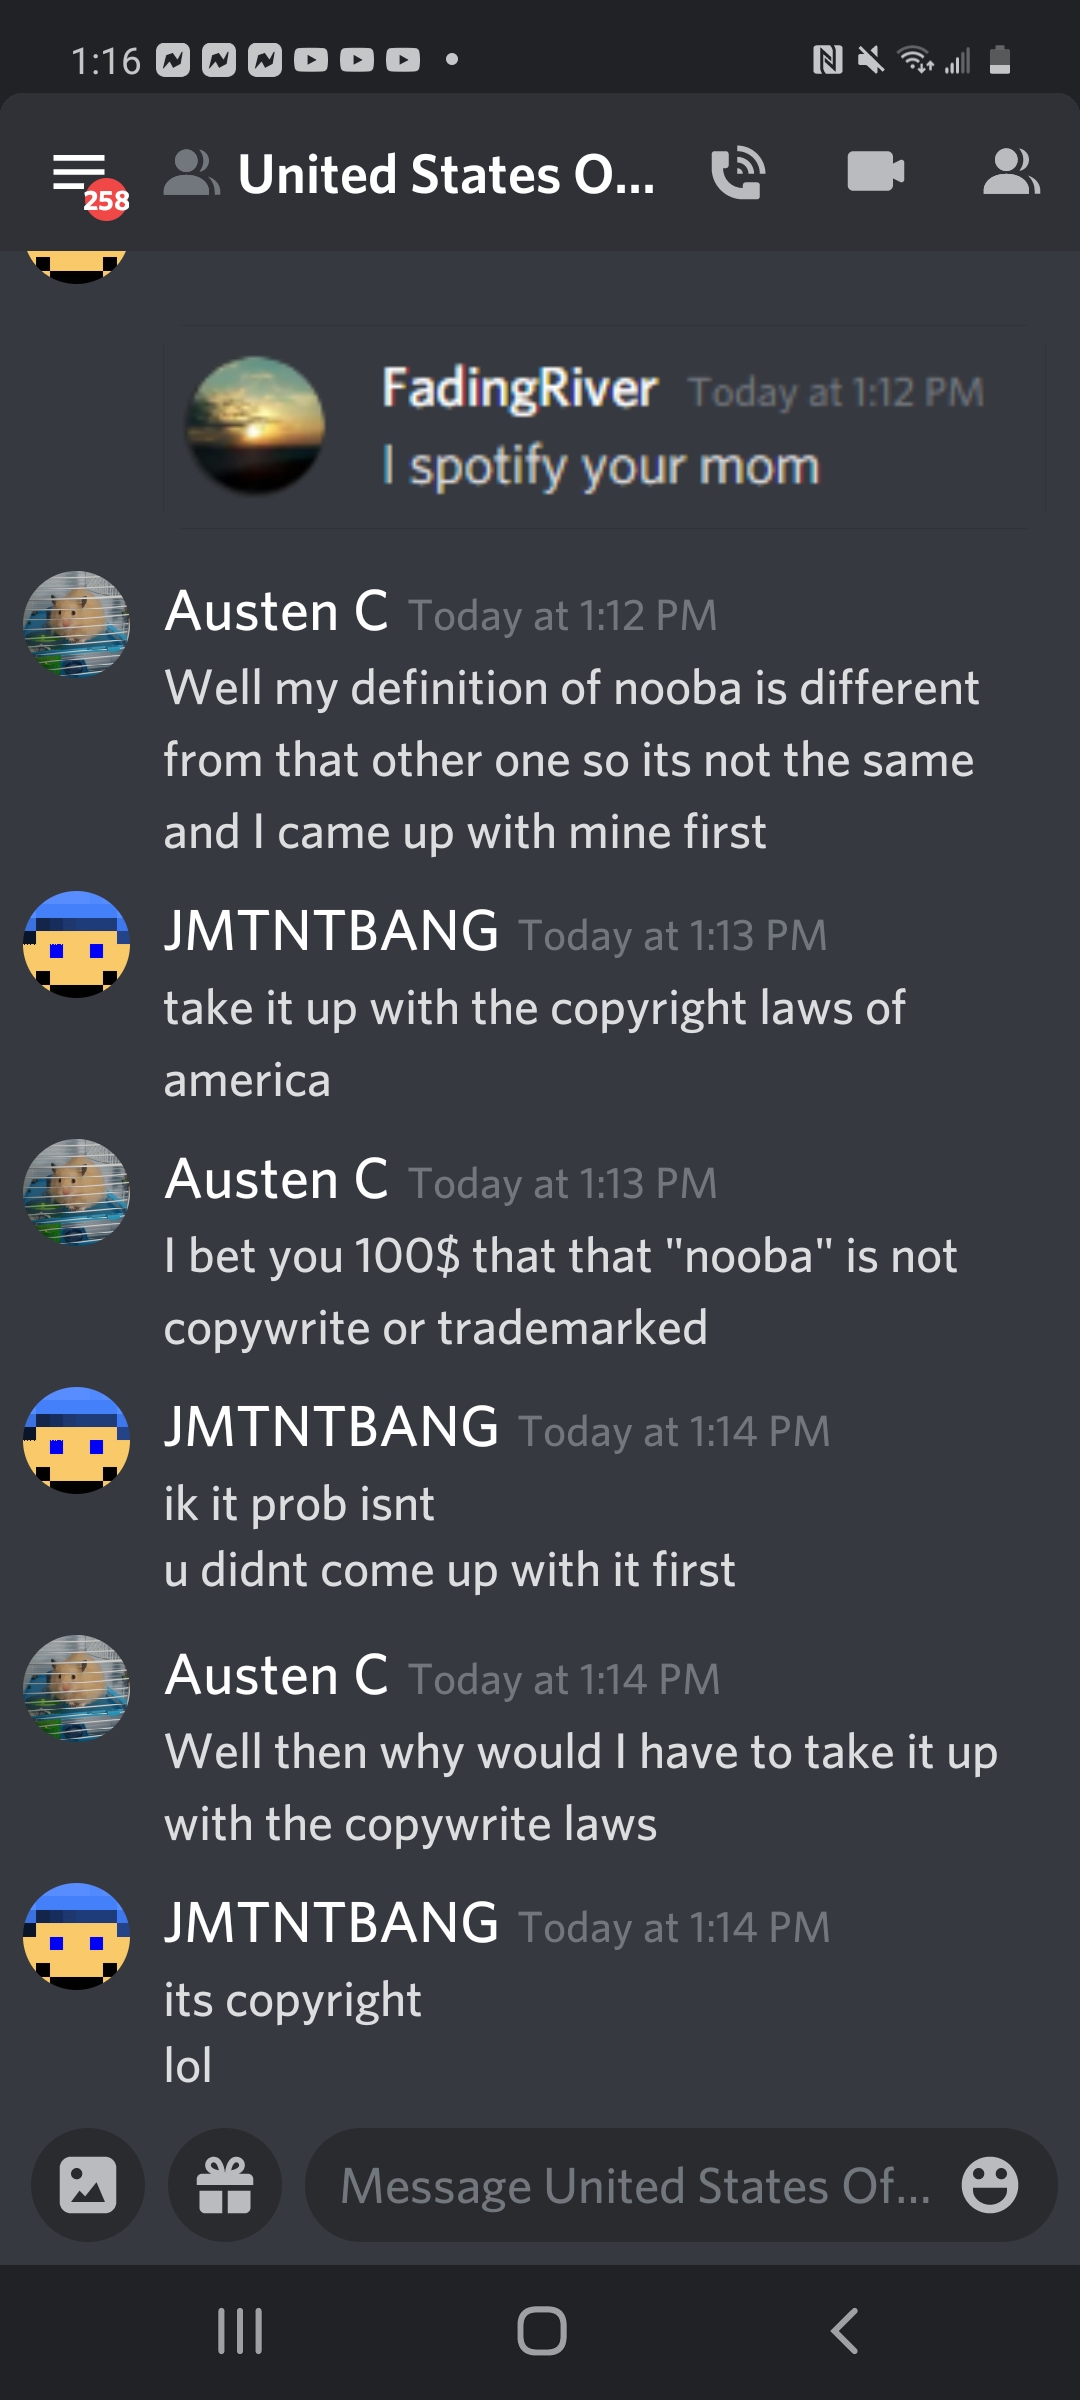 1:16
258
United States O...
FadingRiver Today at 1:12 PM
I spotify your mom
Austen C Today at 1:12 PM
Well my definition of nooba is different
from that other one so its not the same
and I came up with mine first
JMTNTBANG Today at 1:13 PM
take it up with the copyright laws of
america
Austen C Today at 1:13 PM
I bet you 100$ that that "nooba" is not
copywrite or trademarked
JMTNTBANG Today at 1:14 PM
ik it prob isnt
u didnt come up with it first
Austen C Today at 1:14 PM
Well then why would I have to take it up
with the copywrite laws
JMTNTBANG Today at 1:14 PM
its copyright
lol
Message United States Of...